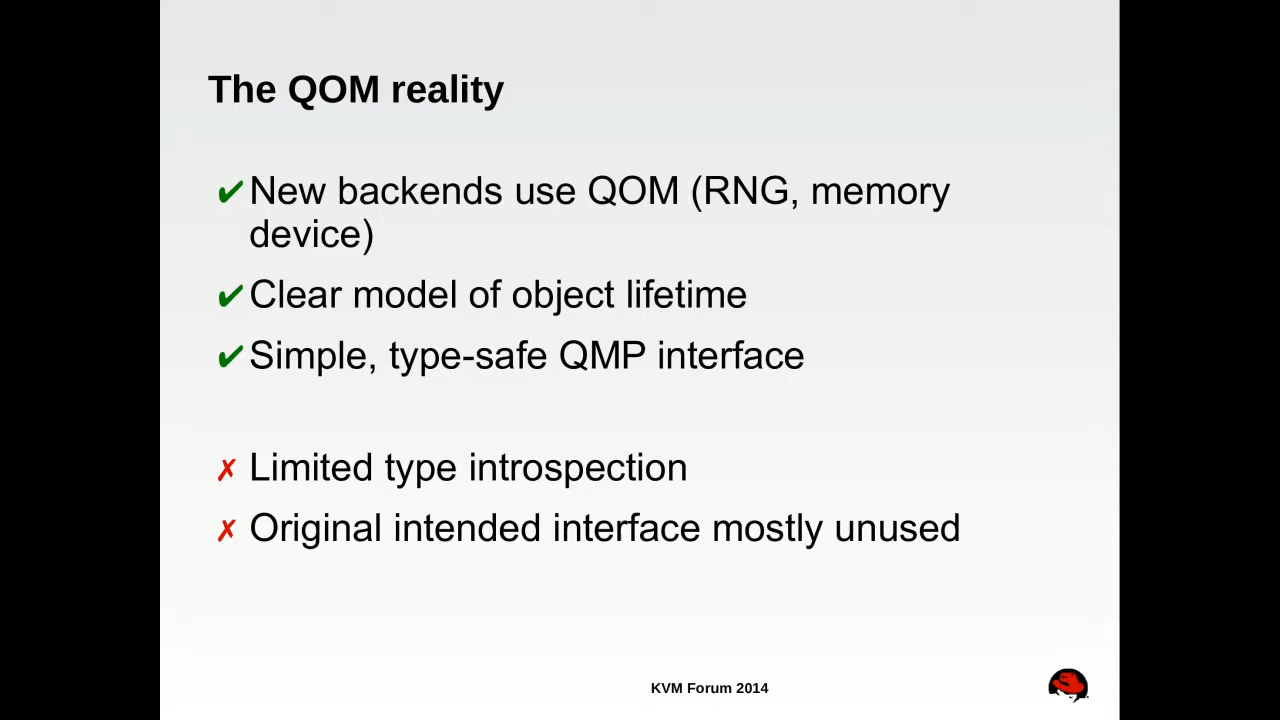 The QOM reality
✔ New backends use QOM (RNG, memory
device)
✔ Clear model of object lifetime
✔ Simple, type-safe QMP interface
✗ Limited type introspection
✗ Original intended interface mostly unused
KVM Forum 2014